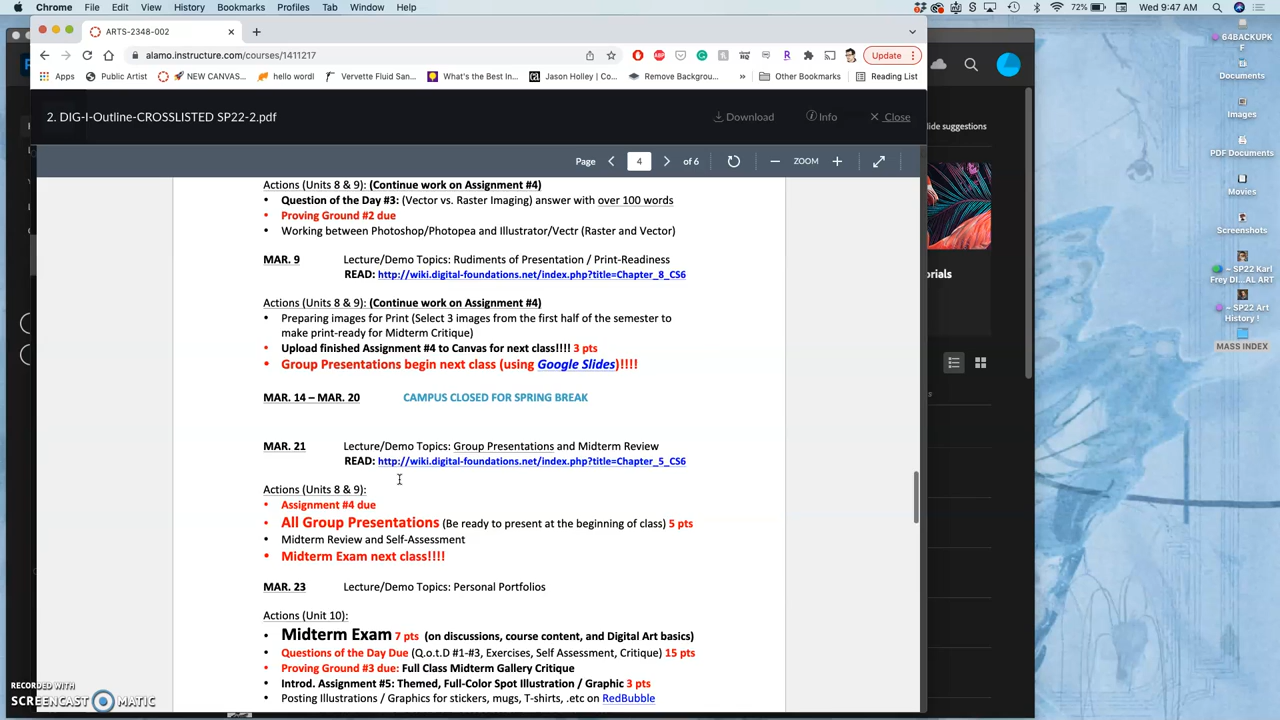 Chrome File Edit View History Bookmarks Profiles Tab Window Help 72% Wed 9:47 AM
ARTS-2348-002
alamo.instructure.com/courses/1411217 Update
Apps Public Artist NEW CANVAS... hello wordl Vervette Fluid San... What's the Best In... Jason Holley | Co... Remove Backgrou... » Other Bookmarks Reading List
2. DIG-I-Outline-CROSSLISTED SP22-2.pdf Download Info Close
Page 4 of 6 ZOOM
Actions (Units 8 & 9): (Continue work on Assignment #4)
• Question of the Day #3: (Vector vs. Raster Imaging) answer with over 100 words
• Proving Ground #2 due
• Working between Photoshop/Photopea and Illustrator/Vectr (Raster and Vector)
MAR. 9 Lecture/Demo Topics: Rudiments of Presentation / Print-Readiness
READ: http://wiki.digital-foundations.net/index.php?title=Chapter_8_CS6
Actions (Units 8 & 9): (Continue work on Assignment #4)
• Preparing images for Print (Select 3 images from the first half of the semester to
make print-ready for Midterm Critique)
• Upload finished Assignment #4 to Canvas for next class!!!! 3 pts
• Group Presentations begin next class (using Google Slides)!!!!
MAR. 14 – MAR. 20 CAMPUS CLOSED FOR SPRING BREAK
MAR. 21 Lecture/Demo Topics: Group Presentations and Midterm Review
READ: http://wiki.digital-foundations.net/index.php?title=Chapter_5_CS6
Actions (Units 8 & 9):
• Assignment #4 due
• All Group Presentations (Be ready to present at the beginning of class) 5 pts
• Midterm Review and Self-Assessment
• Midterm Exam next class!!!!
MAR. 23 Lecture/Demo Topics: Personal Portfolios
Actions (Unit 10):
• Midterm Exam 7 pts (on discussions, course content, and Digital Art basics)
• Questions of the Day Due (Q.o.t.D #1-#3, Exercises, Self Assessment, Critique) 15 pts
• Proving Ground #3 due: Full Class Midterm Gallery Critique
• Introd. Assignment #5: Themed, Full-Color Spot Illustration / Graphic 3 pts
• Posting Illustrations / Graphics for stickers, mugs, T-shirts, .etc on RedBubble
lide suggestions
orials
64BACKUPK
F
Documents
Images
PDF Documents
Movies
Screenshots
– SP22 Karl
Frey DI...AL ART
– SP22 Art
History !
MASS INDEX
RECORDED WITH
SCREENCAST MATIC